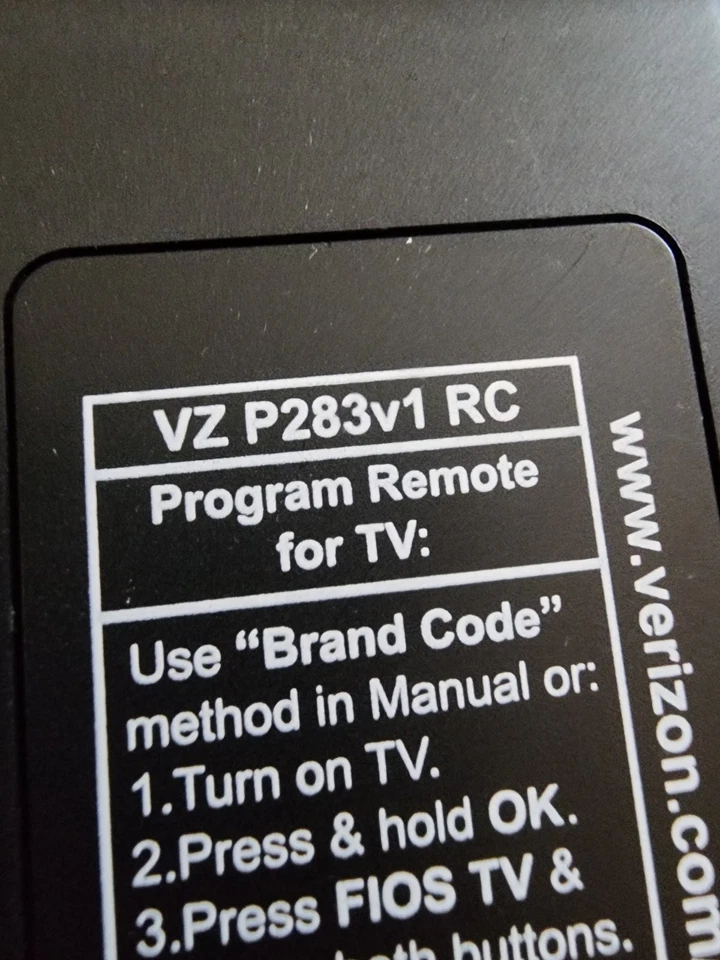 VZ P283v1 RC
Program Remote
for TV:
Use “Brand Code”
method in Manual or:
1.Turn on TV.
2.Press & hold OK.
3.Press FIOS TV &
both buttons.
www.verizon.com